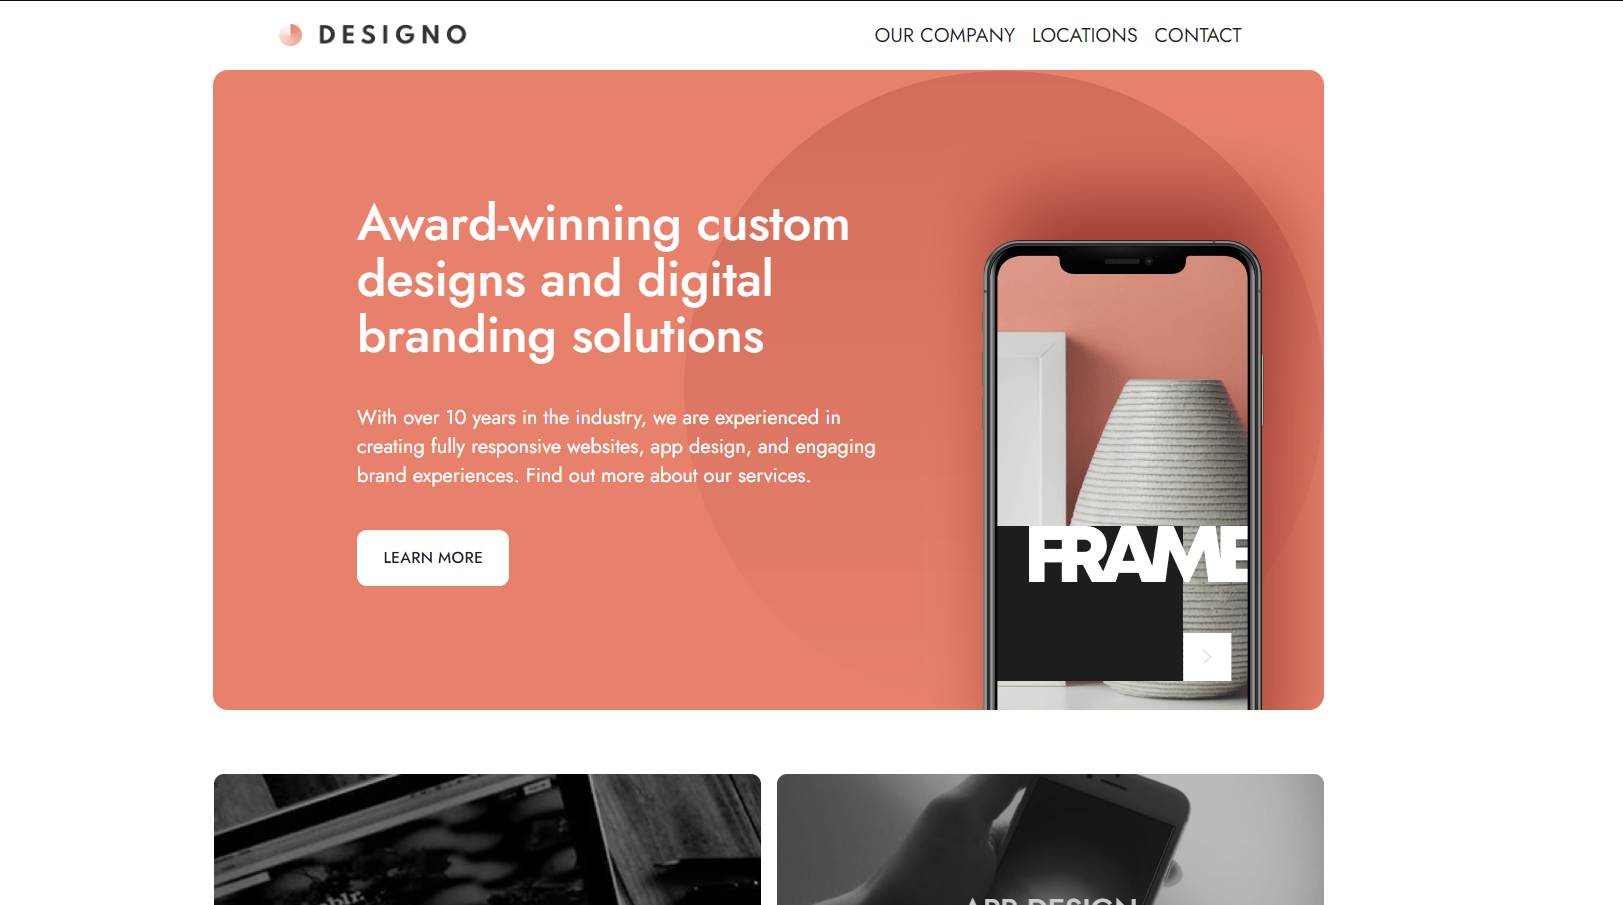 DESIGNO
OUR COMPANY LOCATIONS CONTACT
Award-winning custom
designs and digital
branding solutions
With over 10 years in the industry, we are experienced in
creating fully responsive websites, app design, and engaging
brand experiences. Find out more about our services.
LEARN MORE
FRAME
APP DESIGN